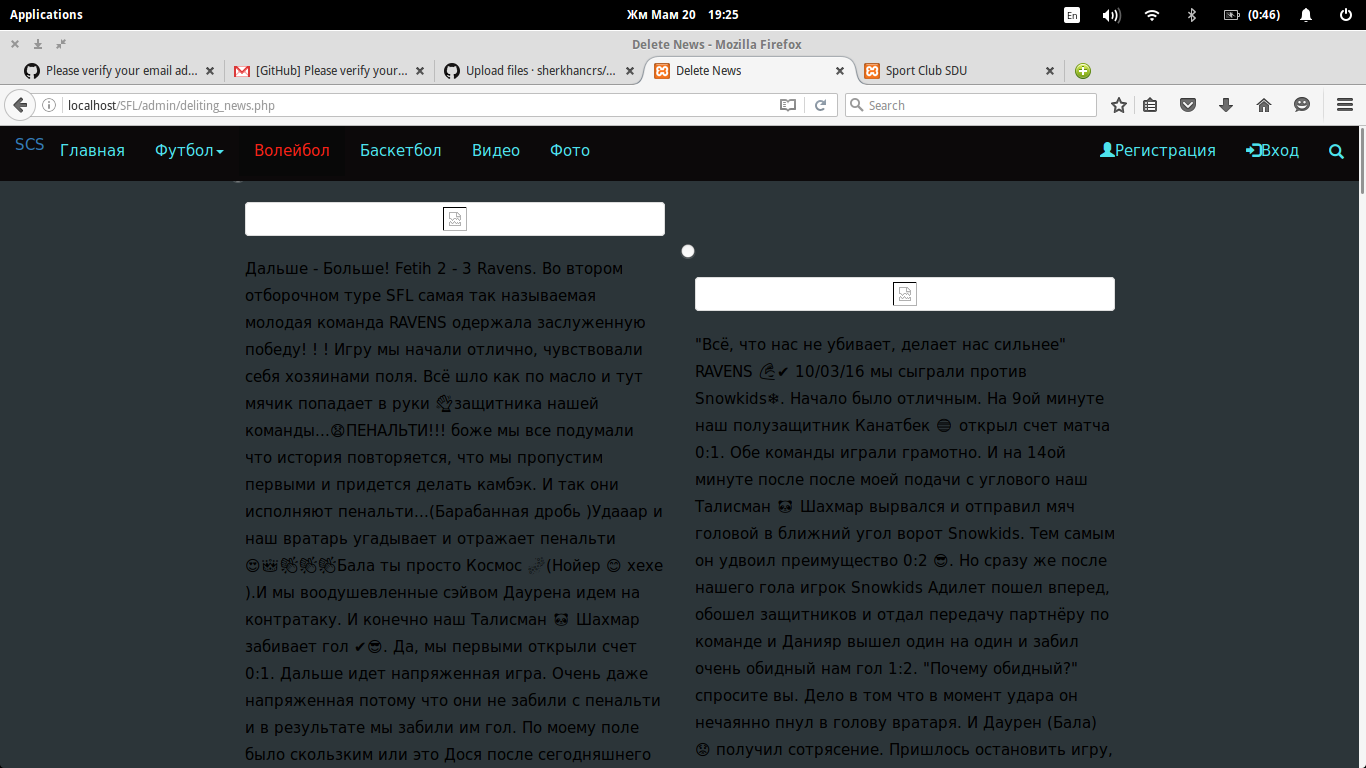 Applications
Жм Мам 20 19:25
En
(0:46)
Delete News - Mozilla Firefox
Please verify your email ad...
[GitHub] Please verify your...
Upload files · sherkhancrs/...
Delete News
Sport Club SDU
localhost/SFL/admin/deliting_news.php
Search
SCS
Главная
Футбол
Волейбол
Баскетбол
Видео
Фото
Регистрация
Вход
Дальше - Больше! Fetih 2 - 3 Ravens. Во втором
отборочном туре SFL самая так называемая
молодая команда RAVENS одержала заслуженную
победу! ! ! Игру мы начали отлично, чувствовали
себя хозяинами поля. Всё шло как по масло и тут
мячик попадает в руки 👌защитника нашей
команды...😧ПЕНАЛЬТИ!!! боже мы все подумали
что история повторяется, что мы пропустим
первыми и придется делать камбэк. И так они
исполняют пенальти...(Барабанная дробь )Удааар и
наш вратарь угадывает и отражает пенальти
😍👏🎉🎉🎉Бала ты просто Космос 🌠(Нойер 😊 хехе
).И мы воодушевленные сэйвом Даурена идем на
контратаку. И конечно наш Талисман 🐼 Шахмар
забивает гол ✔😎. Да, мы первыми открыли счет
0:1. Дальше идет напряженная игра. Очень даже
напряженная потому что они не забили с пенальти
и в результате мы забили им гол. По моему поле
было скользким или это Дося после сегодняшнего
"Всё, что нас не убивает, делает нас сильнее"
RAVENS 💪✔ 10/03/16 мы сыграли против
Snowkids❄. Начало было отличным. На 9ой минуте
наш полузащитник Канатбек 🔵 открыл счет матча
0:1. Обе команды играли грамотно. И на 14ой
минуте после после моей подачи с углового наш
Талисман 🐼 Шахмар вырвался и отправил мяч
головой в ближний угол ворот Snowkids. Тем самым
он удвоил преимущество 0:2 😎. Но сразу же после
нашего гола игрок Snowkids Адилет пошел вперед,
обошел защитников и отдал передачу партнёру по
команде и Данияр вышел один на один и забил
очень обидный нам гол 1:2. "Почему обидный?"
спросите вы. Дело в том что в момент удара он
нечаянно пнул в голову вратаря. И Даурен (Бала)
😟 получил сотрясение. Пришлось остановить игру,